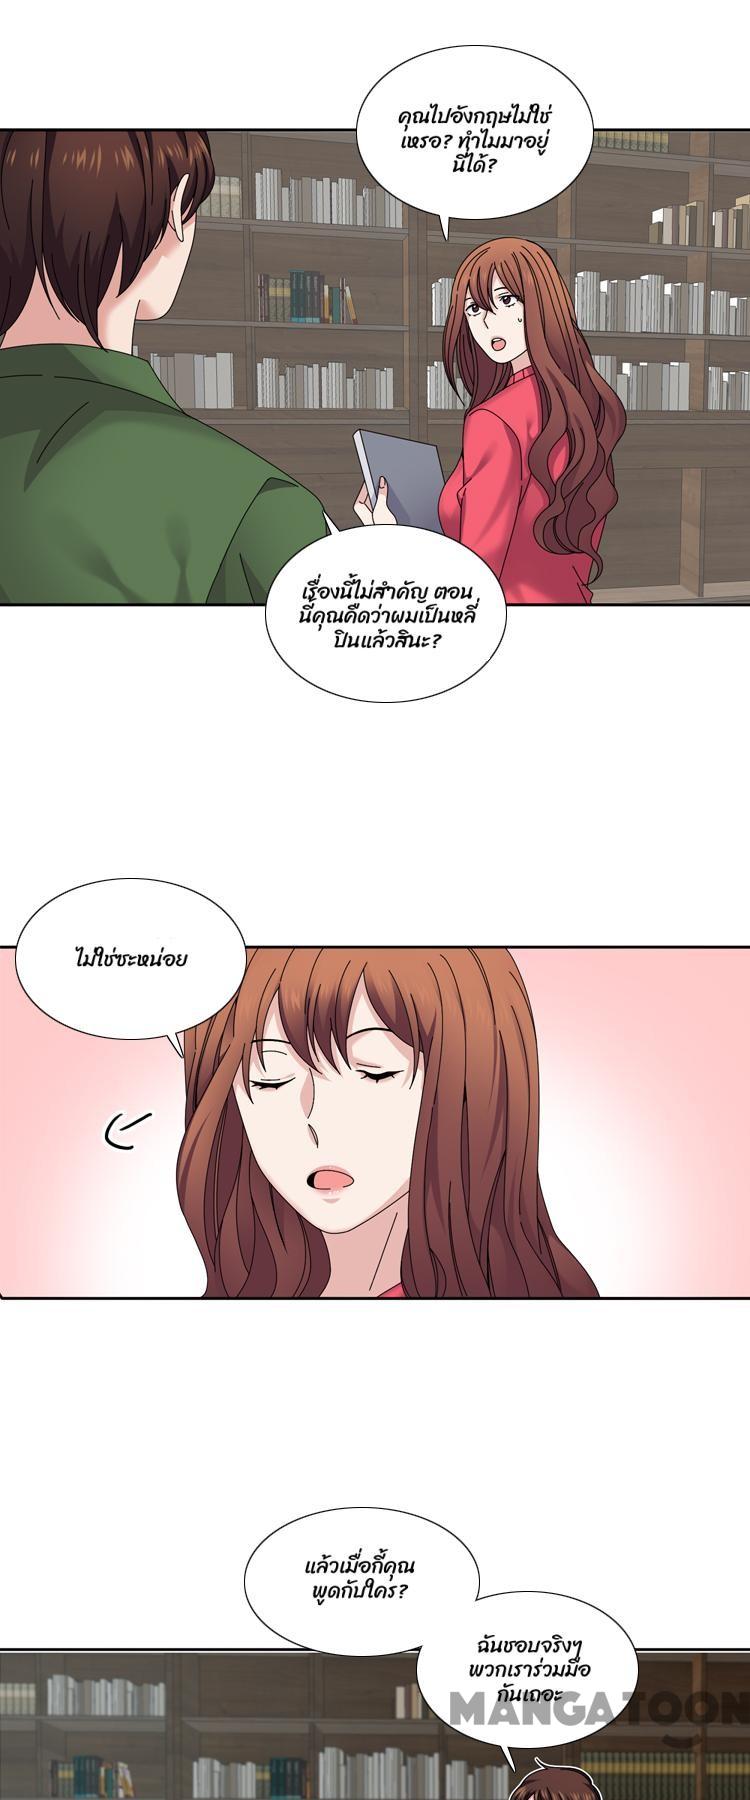 คุณไปอังกฤษไม่ใช่
เหรอ? ทำไมมาอยู่
นี่ได้?
เรื่องนี้ไม่สำคัญ ตอน
นี้คุณคืดว่าผมเป็นหลี่
ปินแล้วสินะ?
ไม่ใช่ซะหน่อย
แล้วเมื่อกี้คุณ
พูดกับใคร?
ฉันชอบจริงๆ
พวกเราร่วมมือ
กันเถอะ
MANGATOON